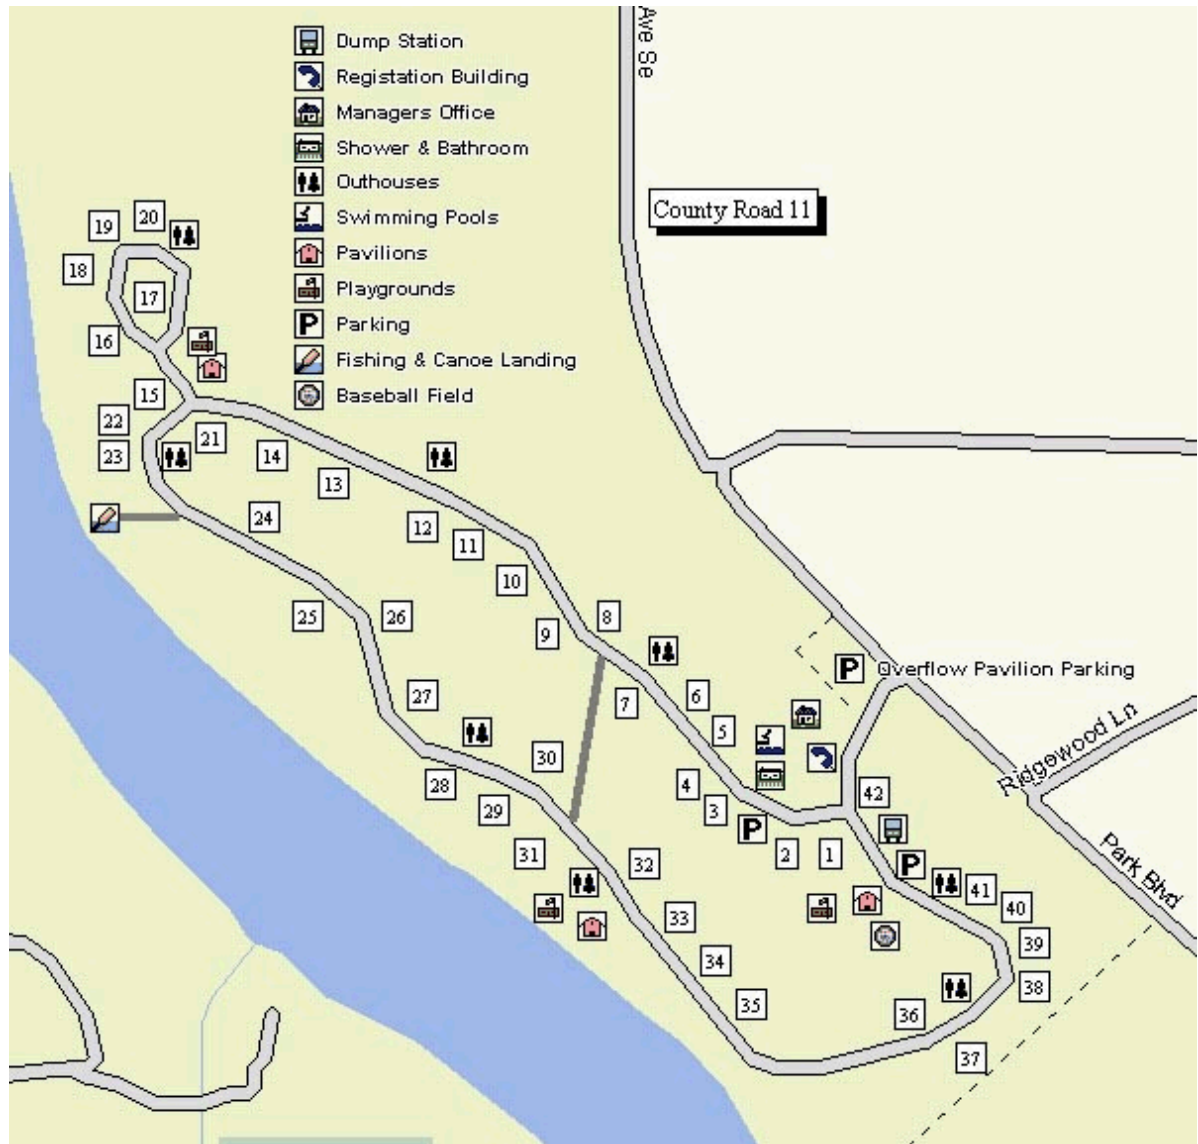 Ave Se
Dump Station
Registation Building
Managers Office
Shower & Bathroom
Outhouses
Swimming Pools
Pavilions
Playgrounds
P Parking
Fishing & Canoe Landing
Baseball Field
County Road 11
20
19
18
17
16
15
22
21
23
14
13
24
12
11
10
25
26
8
9
P Overflow Pavilion Parking
27
7
6
5
Ridgewood Ln
30
28
4
42
29
3
P
2
1
31
32
P
Park Blvd
41
40
33
39
34
38
35
36
37